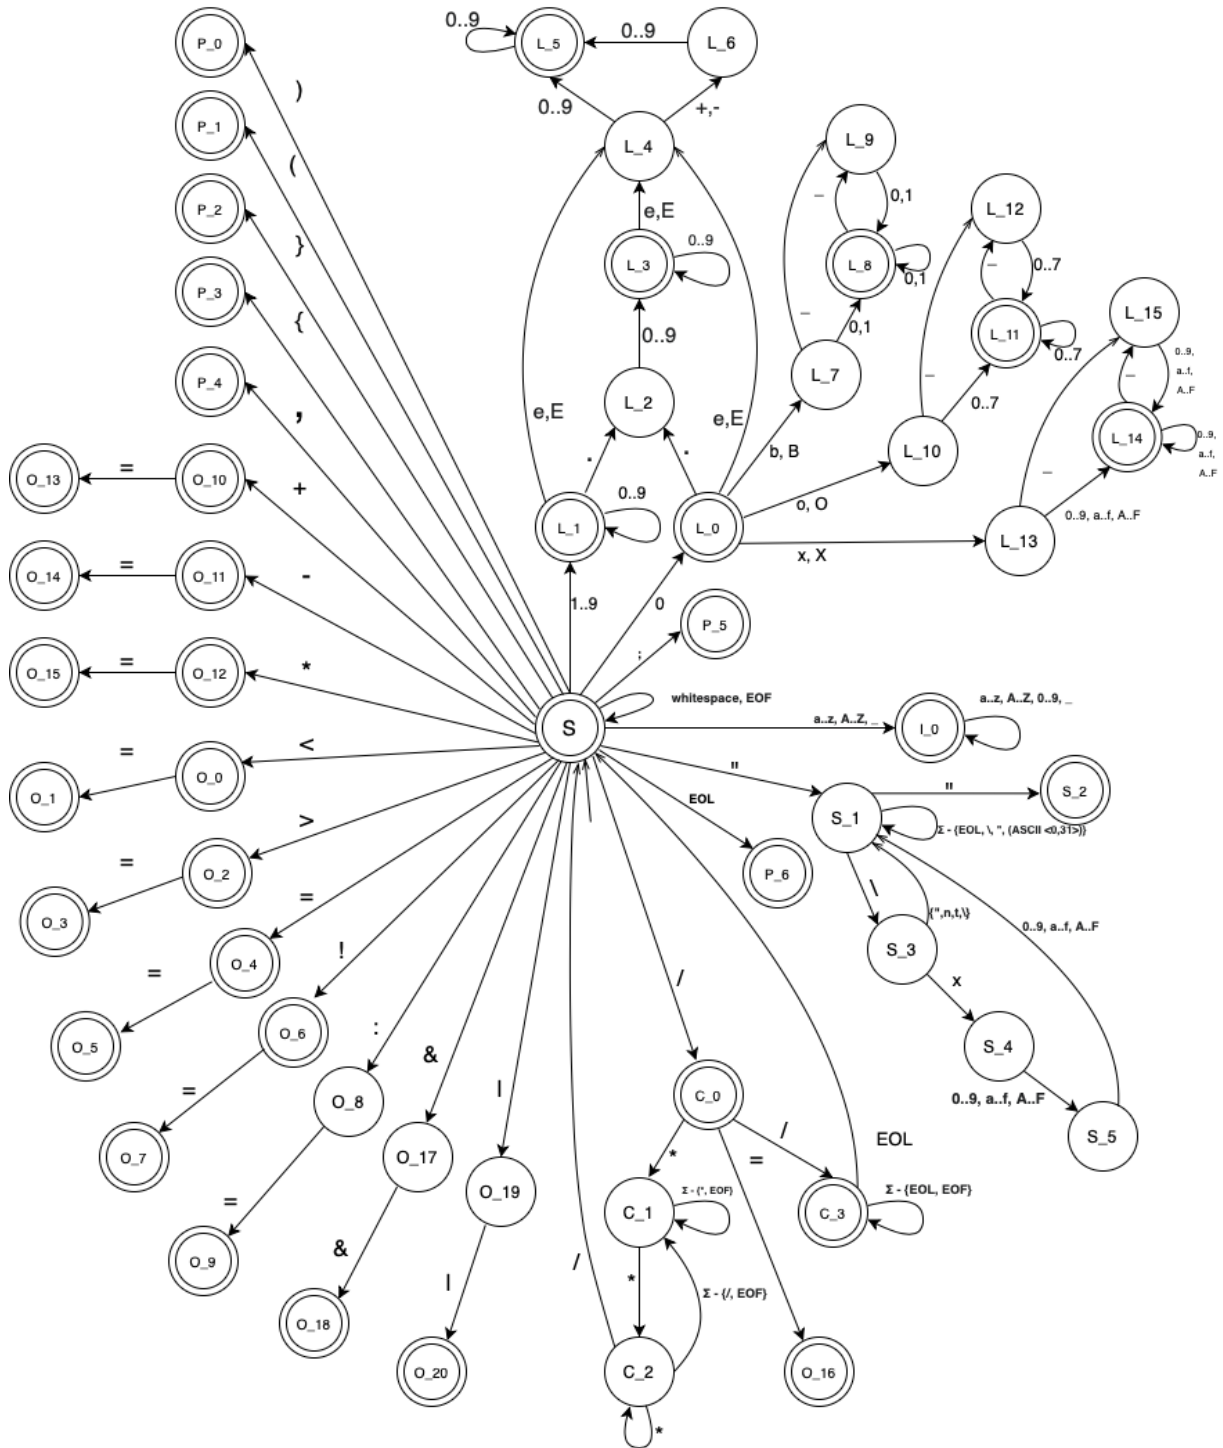 P_0
0..9
L_5
0..9
L_6
)
0..9
+,-
P_1
L_4
L_9
(
P_2
_
0,1
L_12
e,E
}
L_3
0..9
L_8
0,1
_
0..7
P_3
{
0..9
_
0,1
L_11
0..7
L_15
P_4
L_2
L_7
_
0..9,
a..f,
A..F
_
,
e,E
e,E
0..7
_
L_14
0..9,
a..f,
A..F
.
.
b, B
L_10
_
O_13
=
O_10
+
0..9
o, O
0..9, a..f, A..F
L_1
L_0
x, X
L_13
O_14
=
O_11
-
1..9
0
P_5
;
O_15
=
O_12
*
whitespace, EOF
a..z, A..Z, _
I_0
a..z, A..Z, 0..9, _
S
<
=
O_0
O_1
"
"
S_2
EOL
S_1
Σ - {EOL, \, ", (ASCII <0,31>)}
>
=
O_2
O_3
P_6
\
{",n,t,\}
=
O_4
=
O_5
!
S_3
0..9, a..f, A..F
x
/
O_6
:
S_4
&
=
O_7
|
O_8
C_0
0..9, a..f, A..F
S_5
/
EOL
O_17
*
=
O_19
Σ - {*, EOF}
Σ - {EOL, EOF}
=
C_1
C_3
O_9
&
/
|
*
Σ - {/, EOF}
O_18
O_20
C_2
O_16
*